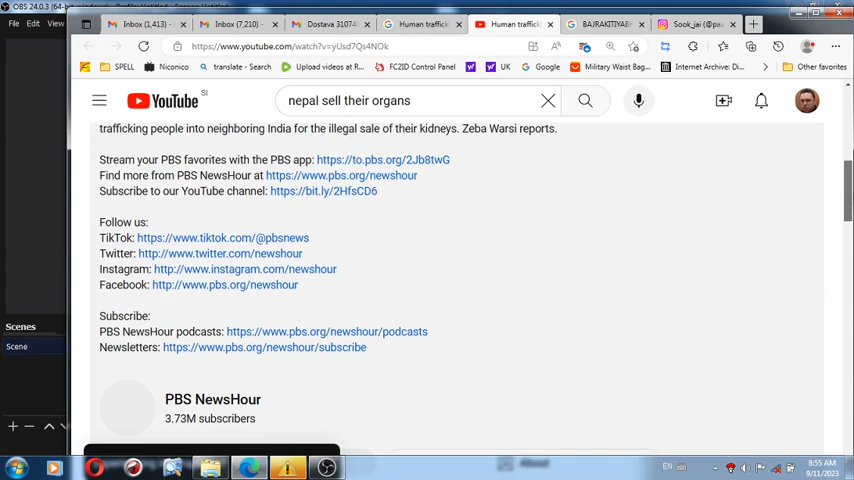 OBS 24.0.3 (64-bit
File Edit View
Inbox (1,413) -
Inbox (7,210) -
Dostava 310742
Human traffick
Human traffick
BAJRAKITIYABH
Sook_jai (@pa
https://www.youtube.com/watch?v=yUsd7Qs4NOk
SPELL
Niconico
translate - Search
Upload videos at R...
FC2ID Control Panel
UK
Google
Military Waist Bag...
Internet Archive: Di...
Other favorites
YouTube SI
nepal sell their organs
trafficking people into neighboring India for the illegal sale of their kidneys. Zeba Warsi reports.
Stream your PBS favorites with the PBS app: https://to.pbs.org/2Jb8twG
Find more from PBS NewsHour at https://www.pbs.org/newshour
Subscribe to our YouTube channel: https://bit.ly/2HfsCD6
Follow us:
TikTok: https://www.tiktok.com/@pbsnews
Twitter: http://www.twitter.com/newshour
Instagram: http://www.instagram.com/newshour
Facebook: http://www.pbs.org/newshour
Subscribe:
PBS NewsHour podcasts: https://www.pbs.org/newshour/podcasts
Newsletters: https://www.pbs.org/newshour/subscribe
PBS NewsHour
3.73M subscribers
About
Scenes
Scene
EN
8:55 AM
9/11/2023